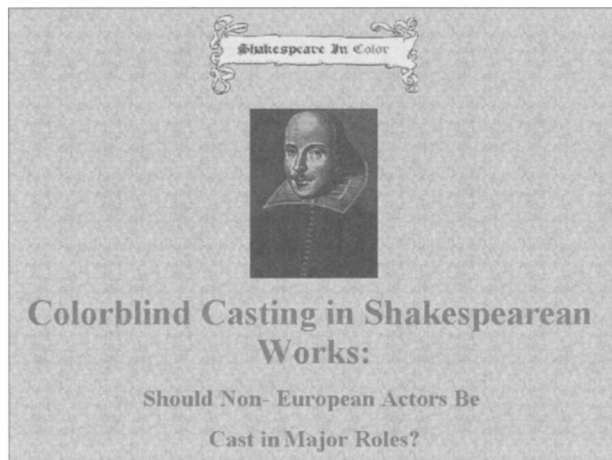 Shakespeare In Color
Colorblind Casting in Shakespearean
Works:
Should Non- European Actors Be
Cast in Major Roles?